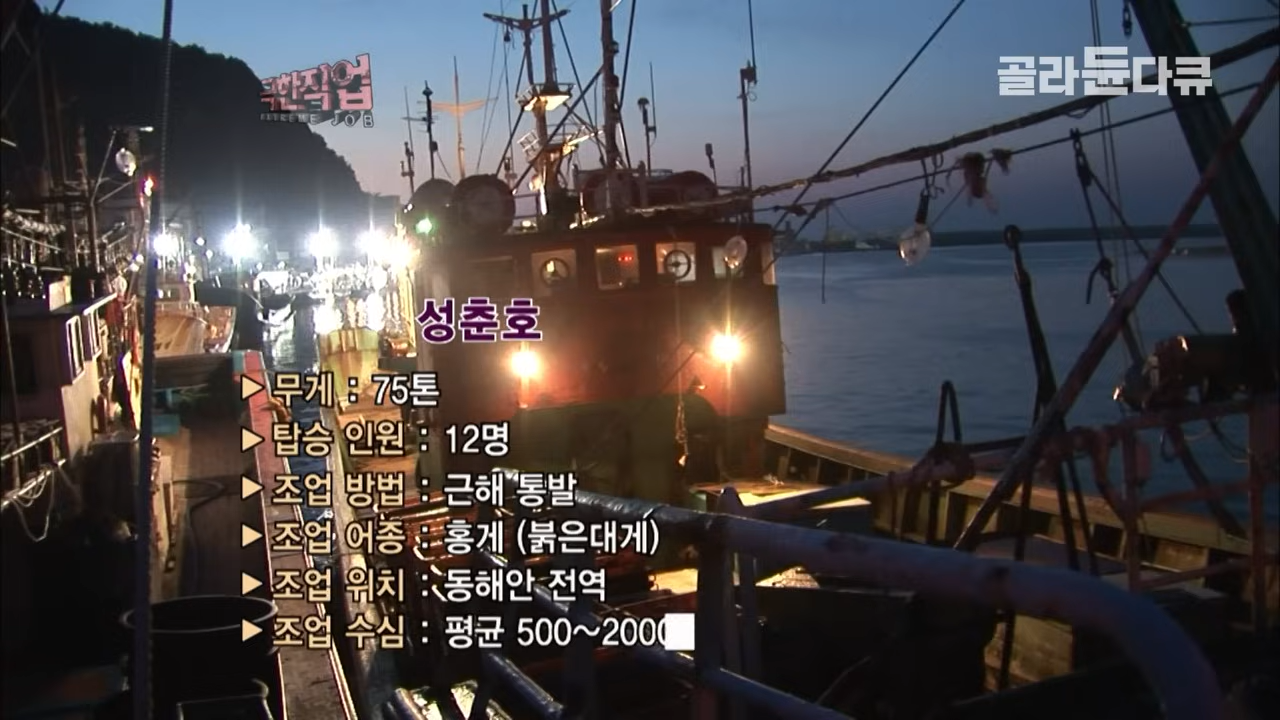 극한직업
EXTREME JOB
골라듄다큐
성춘호
▶ 무게 : 75톤
▶ 탑승 인원 : 12명
▶ 조업 방법 : 근해 통발
▶ 조업 어종 : 홍게 (붉은대게)
▶ 조업 위치 : 동해안 전역
▶ 조업 수심 : 평균 500~2000